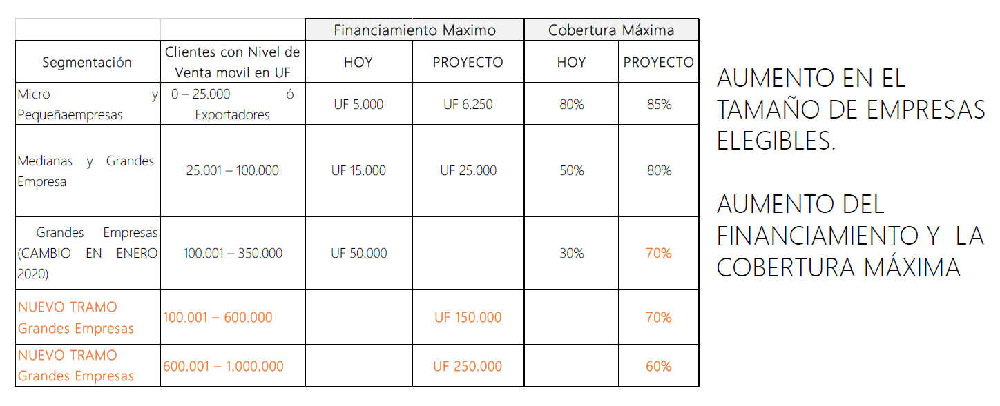 Financiamiento Maximo Cobertura Máxima
Segmentación Clientes con Nivel de Venta movil en UF HOY PROYECTO HOY PROYECTO
Micro y
Pequeñaempresas
0 – 25.000 ó
Exportadores
UF 5.000 UF 6.250 80% 85%
Medianas y Grandes
Empresa
25.001 – 100.000 UF 15.000 UF 25.000 50% 80%
Grandes Empresas
(CAMBIO EN ENERO
2020)
100.001 – 350.000 UF 50.000 30% 70%
NUEVO TRAMO
Grandes Empresas
100.001 – 600.000 UF 150.000 70%
NUEVO TRAMO
Grandes Empresas
600.001 – 1.000.000 UF 250.000 60%
AUMENTO EN EL
TAMAÑO DE EMPRESAS
ELEGIBLES.
AUMENTO DEL
FINANCIAMIENTO Y LA
COBERTURA MÁXIMA